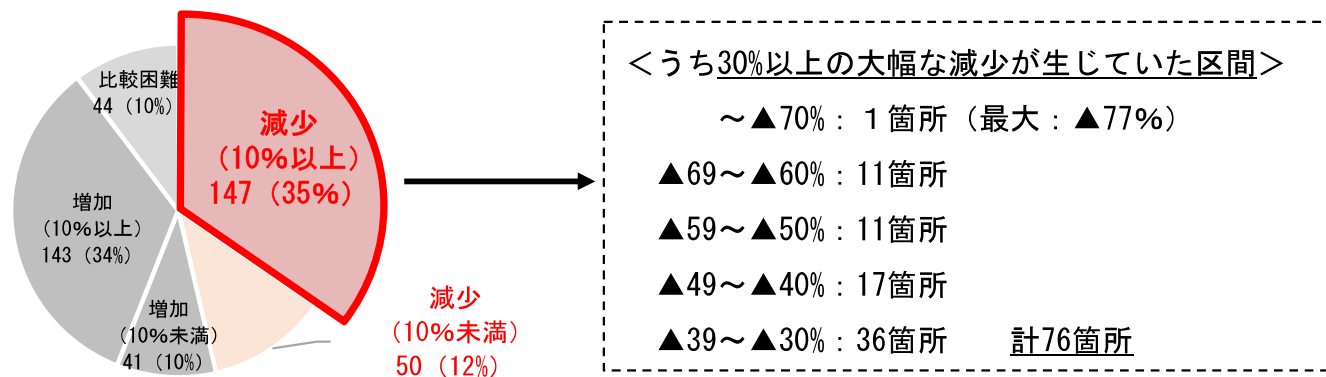 比較困難
44（10%）
減少
（10%以上）
147（35%）
増加
（10%以上）
143（34%）
増加
（10%未満）
41（10%）
減少
（10%未満）
50（12%）
＜うち30%以上の大幅な減少が生じていた区間＞
～▲70%：１箇所（最大：▲77%）
▲69～▲60%：11箇所
▲59～▲50%：11箇所
▲49～▲40%：17箇所
▲39～▲30%：36箇所　計76箇所